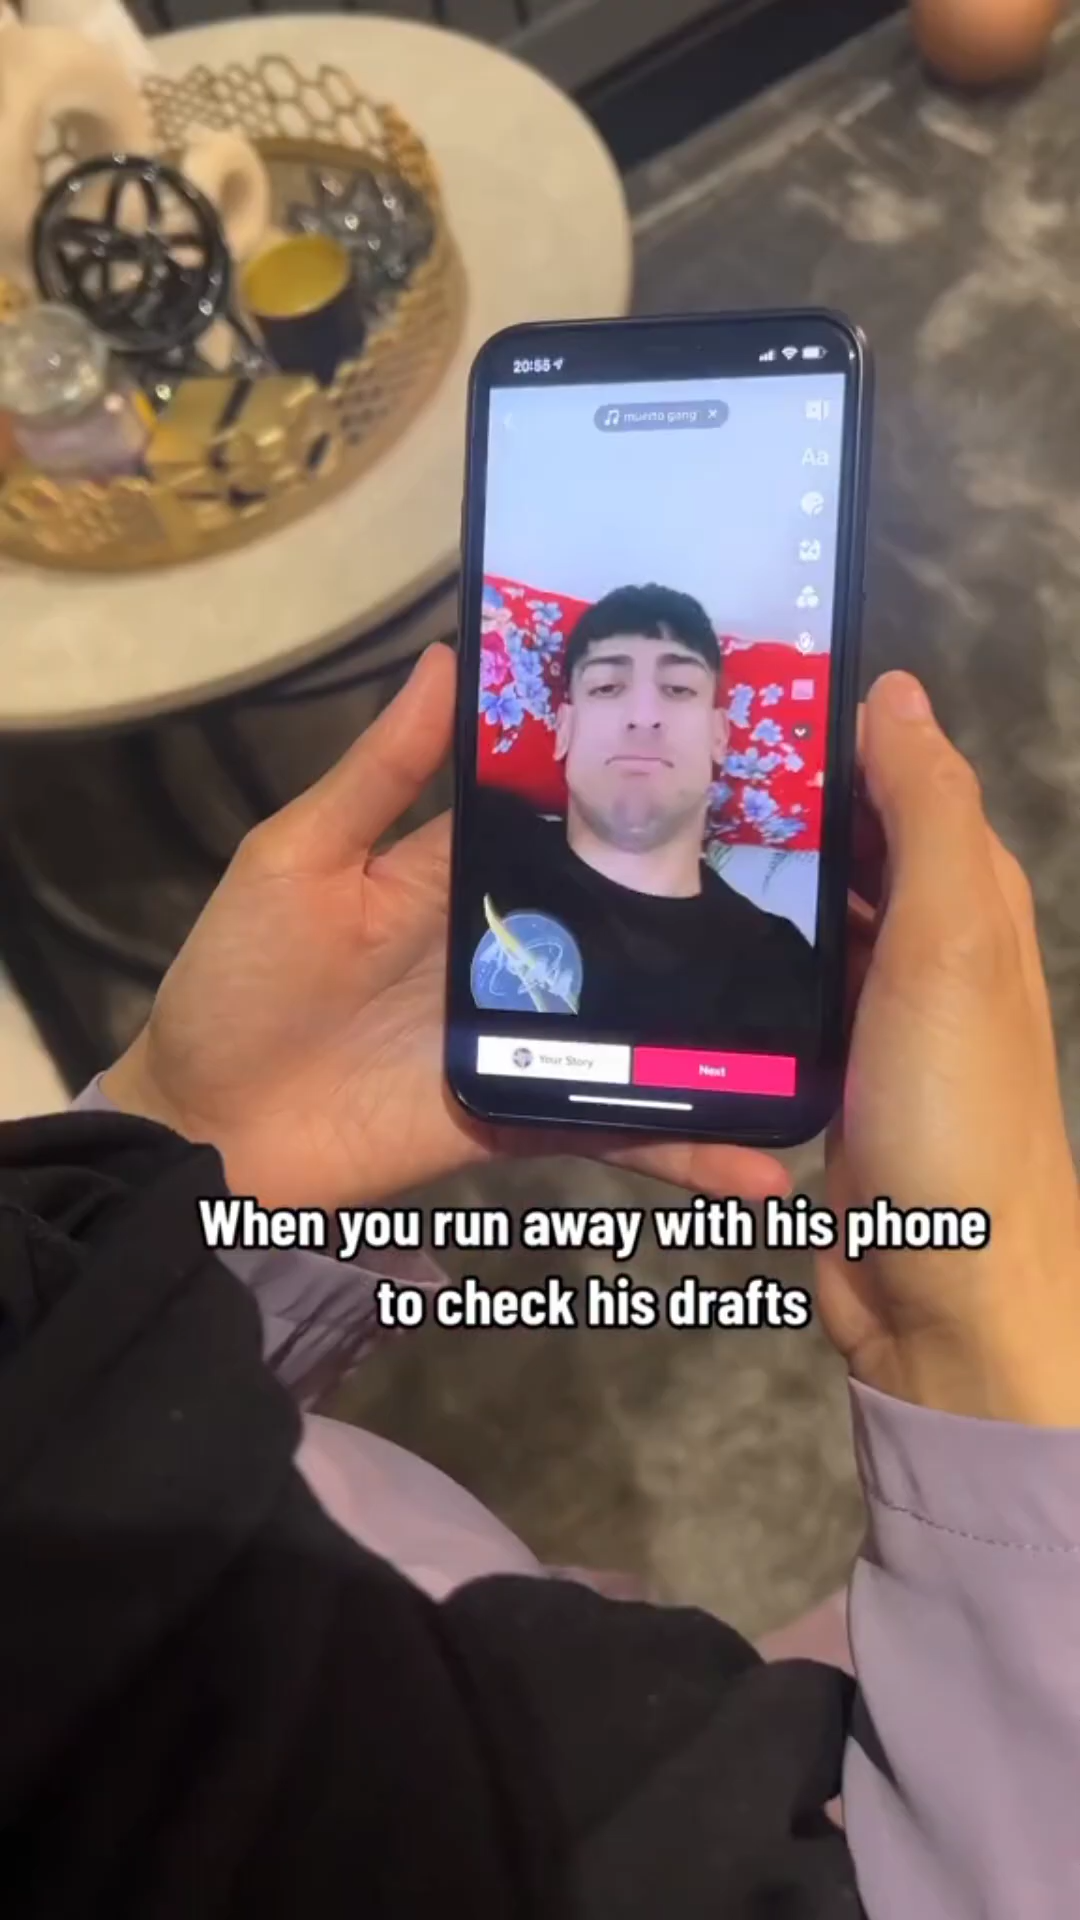 20:55
muerto gang
Aa
Your Story
Next
When you run away with his phone
to check his drafts